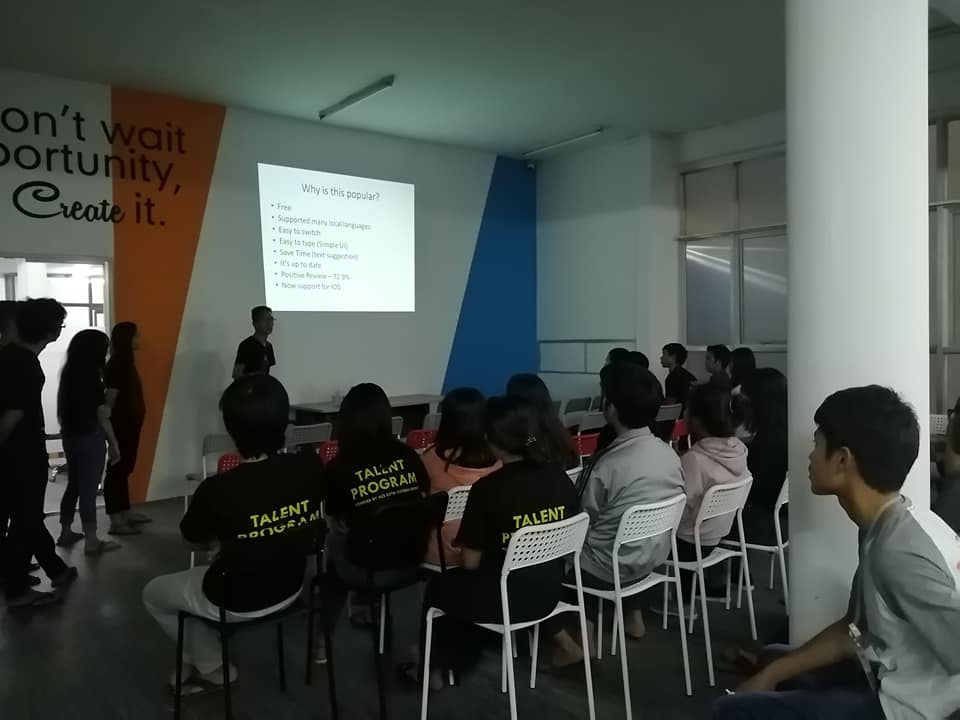 on't wait
portunity,
Create it.
Why is this popular?
• Free
• Supported many local languages
• Easy to switch
• Easy to type (Simple UI)
• Save Time (text suggestion)
• It's up to date
• Positive Review – 72.9%
• Now support for IOS
TALENT
PROGRAM
TALENT
PROGRAM
TALENT